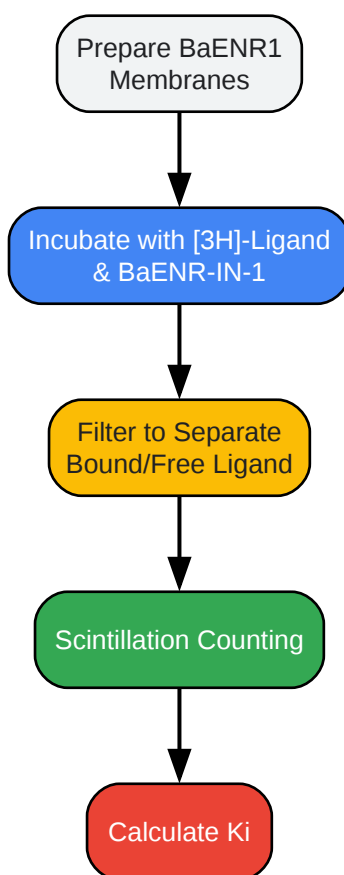 Prepare BaENR1
Membranes
Incubate with [3H]-Ligand
& BaENR-IN-1
Filter to Separate
Bound/Free Ligand
Scintillation Counting
Calculate Ki